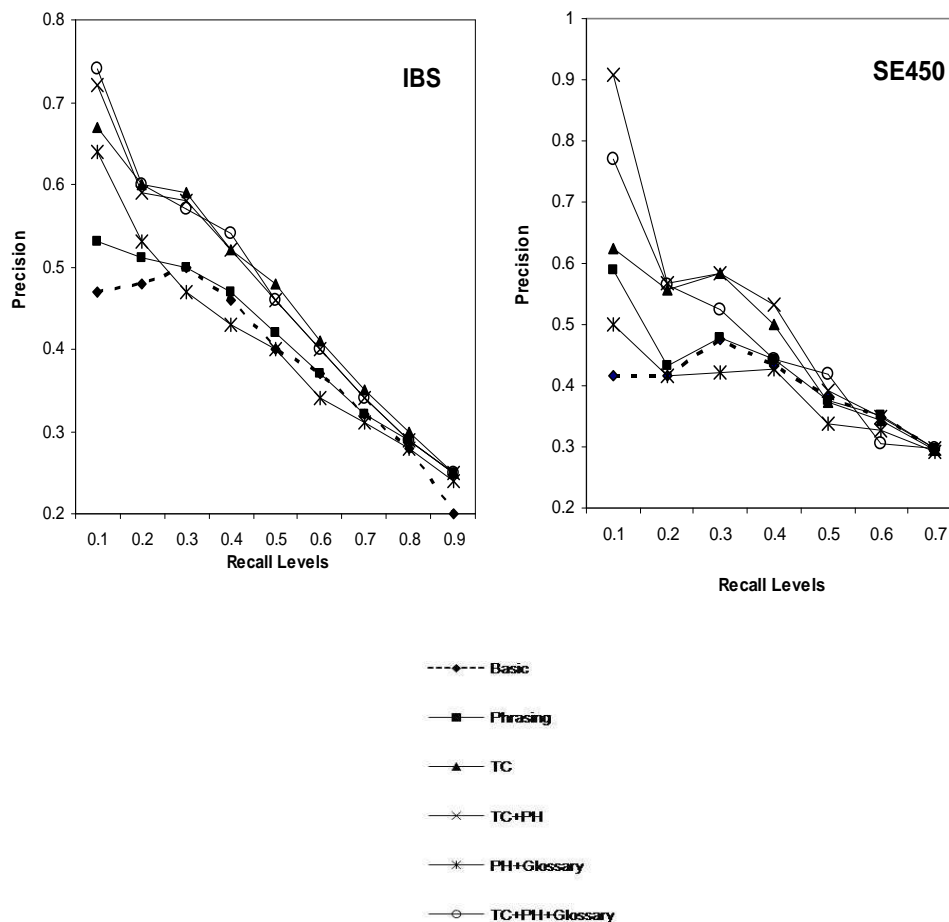 IBS
Precision
0.8
0.7
0.6
0.5
0.4
0.3
0.2
0.1 0.2 0.3 0.4 0.5 0.6 0.7 0.8 0.9
Recall Levels
SE450
Precision
1
0.9
0.8
0.7
0.6
0.5
0.4
0.3
0.2
0.1 0.2 0.3 0.4 0.5 0.6 0.7
Recall Levels
Basic
Phrasing
TC
TC+PH
PH+Glossary
TC+PH+Glossary